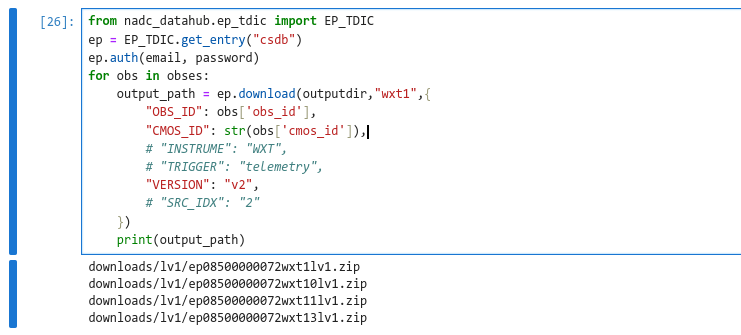 [26]: from nadc_datahub.ep_tdic import EP_TDIC
ep = EP_TDIC.get_entry("csdb")
ep.auth(email, password)
for obs in obses:
    output_path = ep.download(outputdir,"wxt1",{
        "OBS_ID": obs['obs_id'],
        "CMOS_ID": str(obs['cmos_id']),
        # "INSTRUME": "WXT",
        # "TRIGGER": "telemetry",
        "VERSION": "v2",
        # "SRC_IDX": "2"
    })
    print(output_path)
downloads/lv1/ep08500000072wxt1lv1.zip
downloads/lv1/ep08500000072wxt10lv1.zip
downloads/lv1/ep08500000072wxt11lv1.zip
downloads/lv1/ep08500000072wxt13lv1.zip